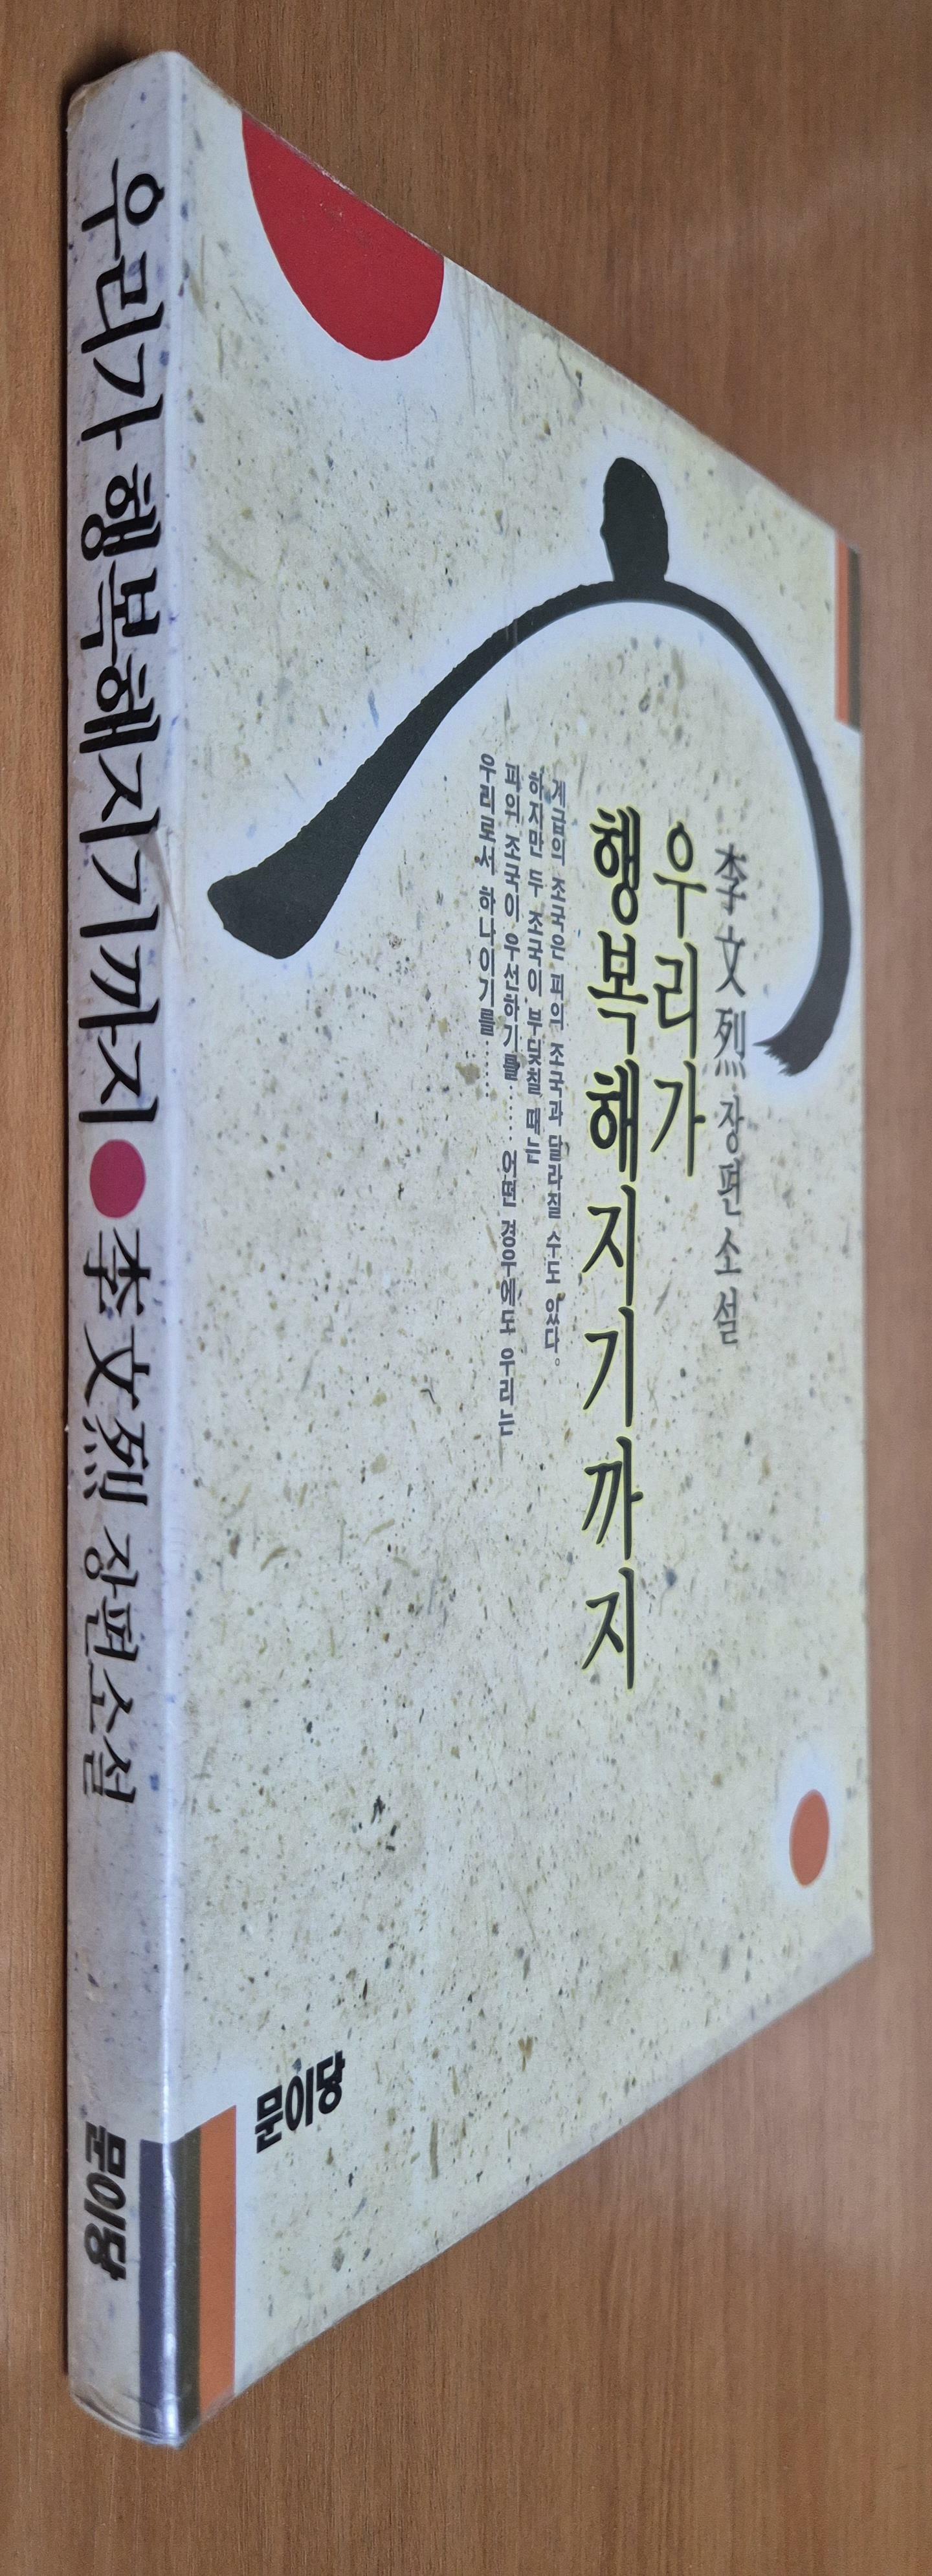 우리가 행복해지기까지 ● 李文烈 장편소설
문이당
李文烈 장편소설
우리가
행복해지기까지
계급의 조국은 피의 조국과 달라질 수도 있다。
하지만 두 조국이 부딪칠 때는
피의 조국이 우선하기를…… 어떤 경우에도 우리는
우리로서 하나이기를……
문이당